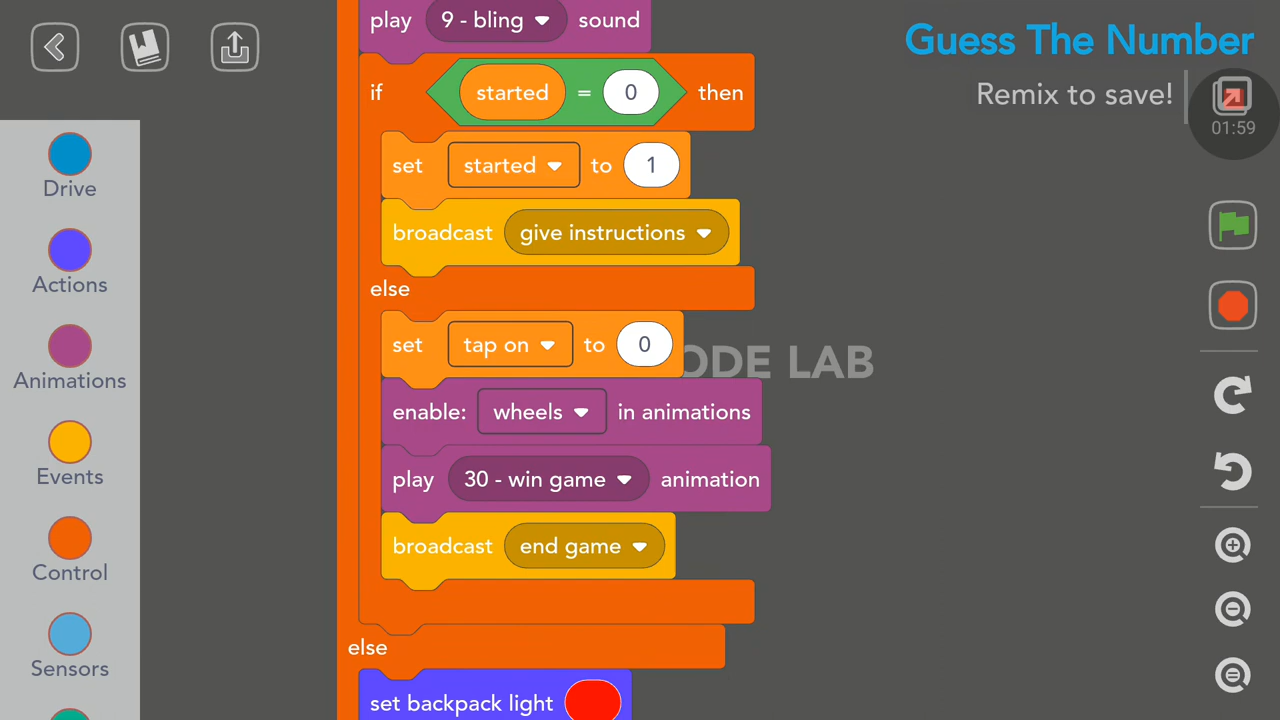 play 9 - bling sound
Guess The Number
if started = 0 then
Remix to save!
01:59
set started to 1
Drive
broadcast give instructions
Actions
else
set tap on to 0
ODE LAB
Animations
enable: wheels in animations
Events
play 30 - win game animation
broadcast end game
Control
else
Sensors
set backpack light